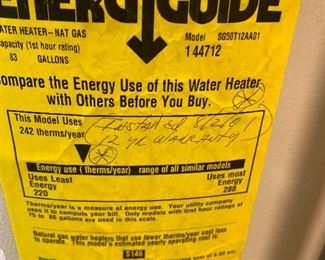 ENERGYGUIDE
WATER HEATER—NAT GAS
Capacity (1st hour rating)
83 GALLONS
Model SG50T12AA01
1 44712
Compare the Energy Use of this Water Heater
with Others Before You Buy.
This Model Uses
242 therms/year
Installed 8/2/01
12 YR WARRANTY
Energy use (therms/year) range of all similar models
Uses Least
Energy
220
Uses most
Energy
288
Therms/year is a measure of energy use. Your utility company
uses it to compute your bill. Only models with first hour ratings of
75 to 86 gallons are used in this scale.
Natural gas water heaters that use fewer therms/year cost less
to operate. This model's estimated yearly operating cost is:
$146